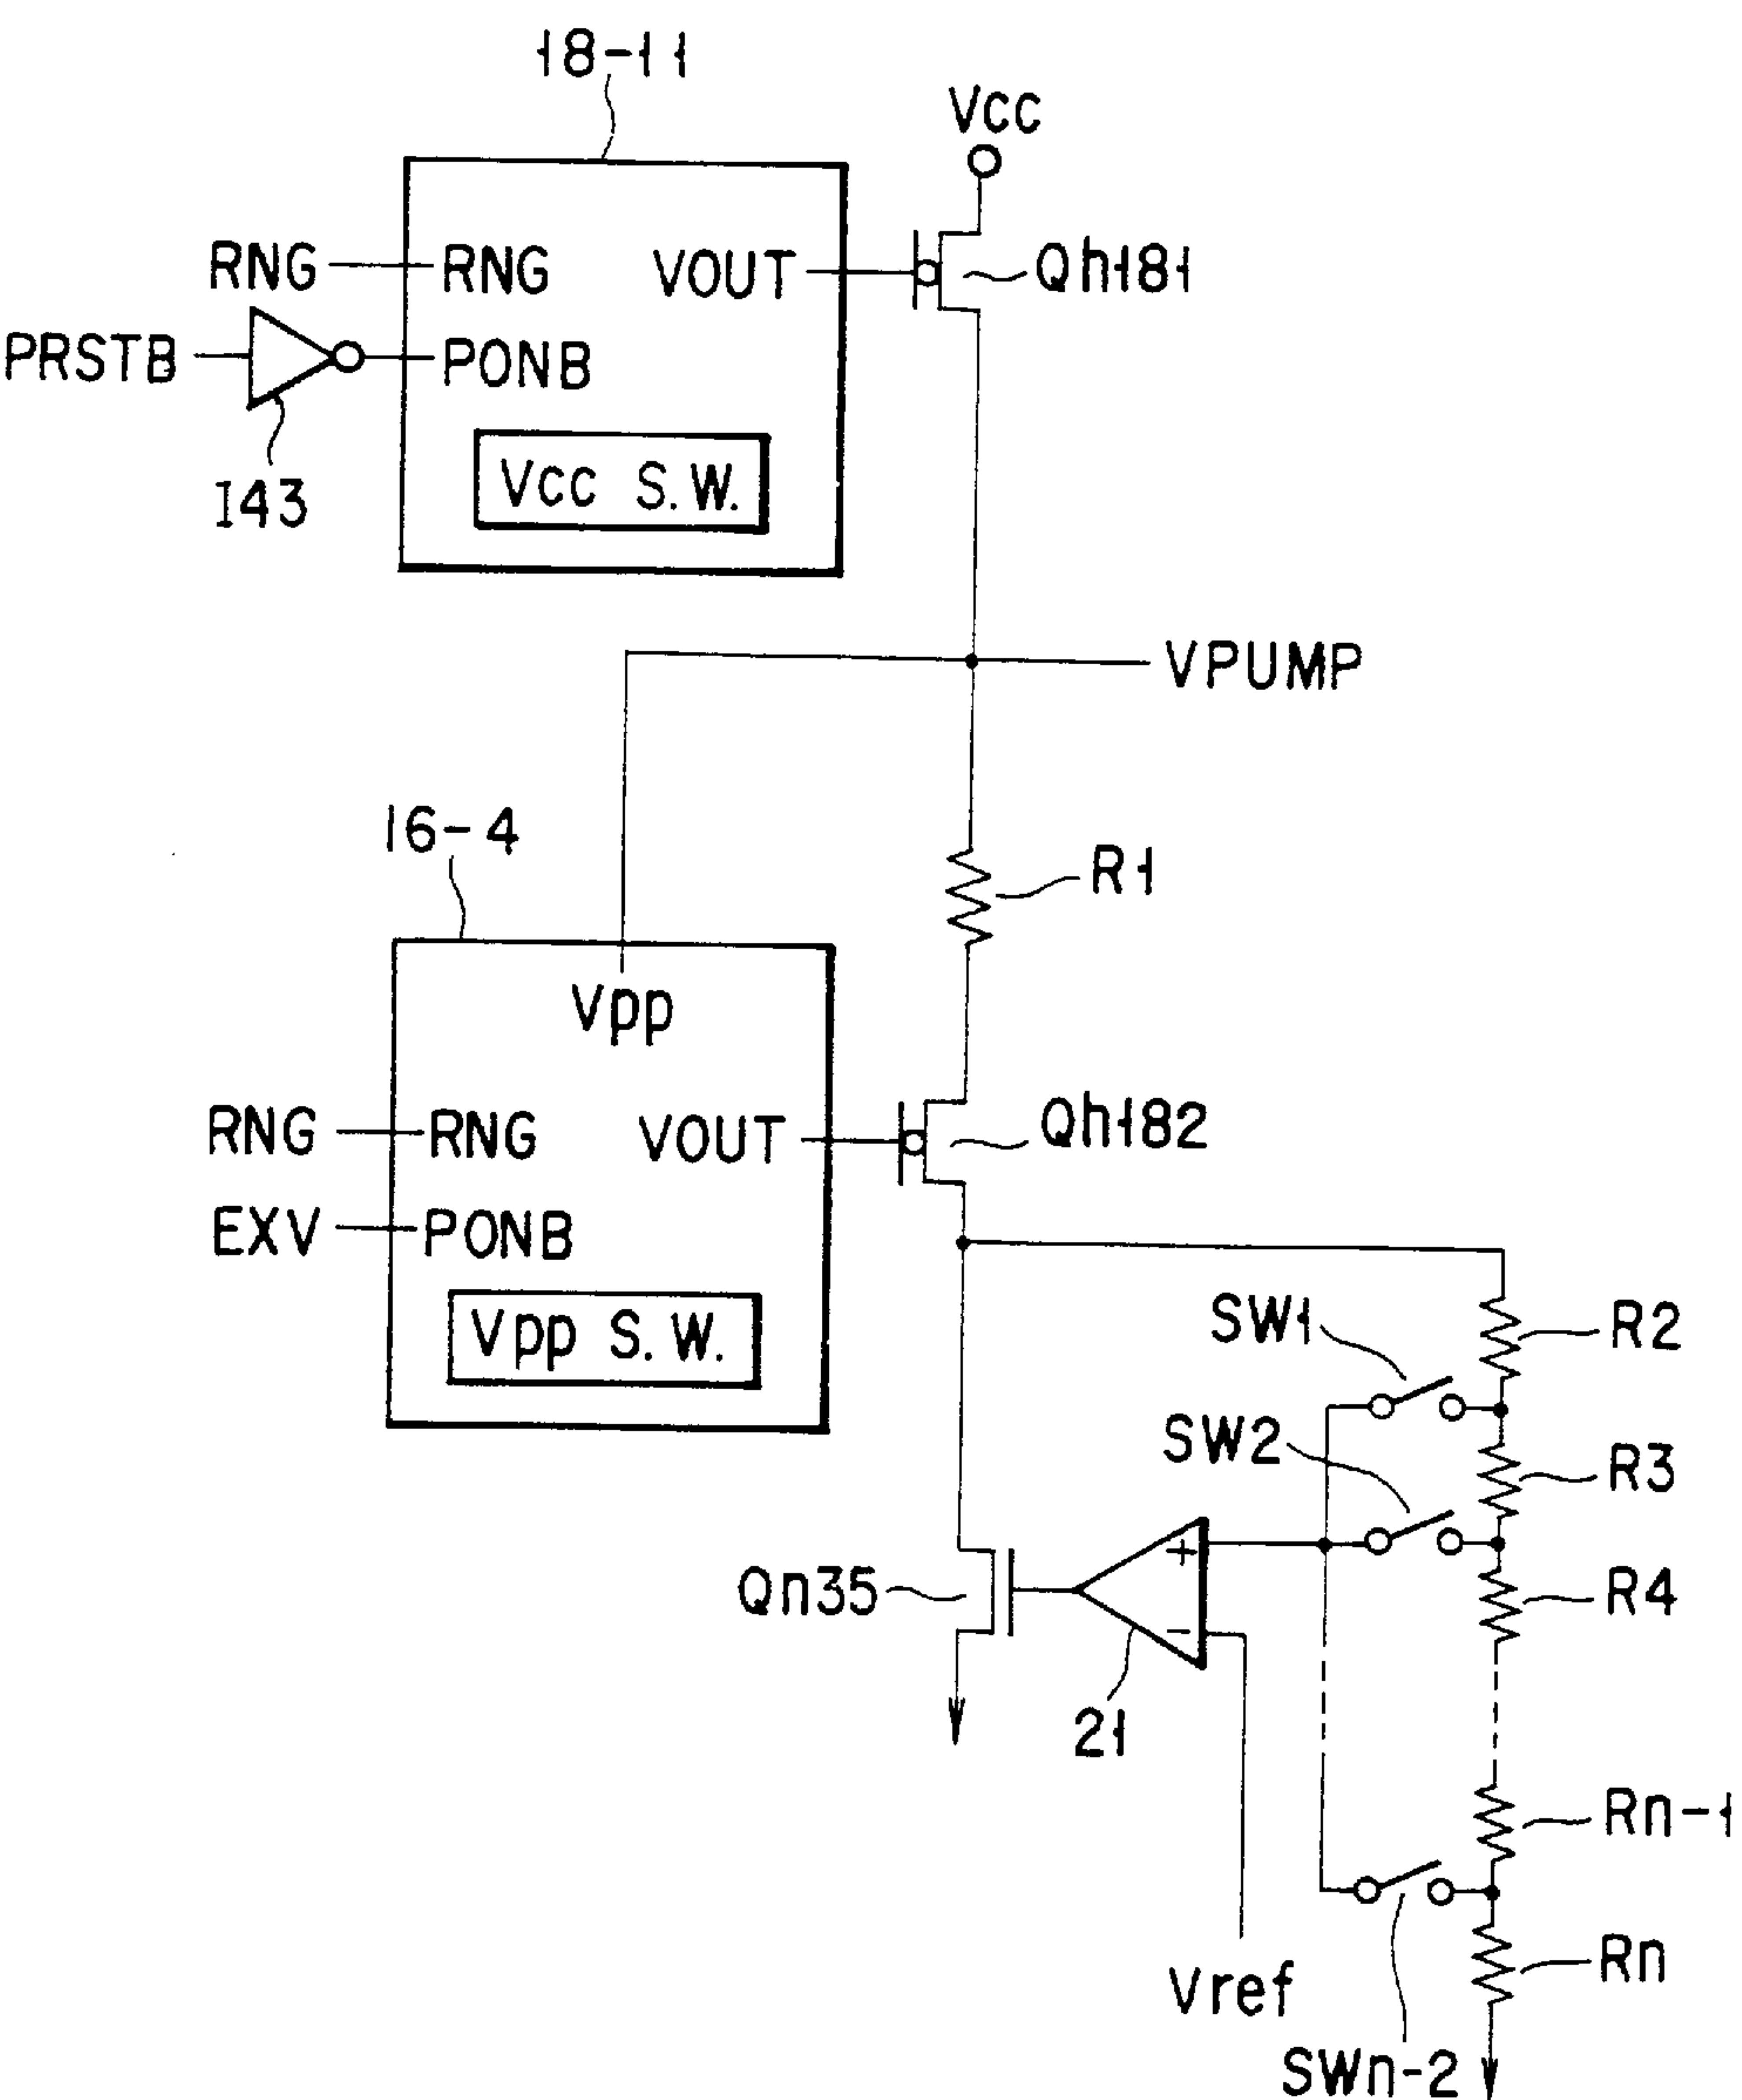 18-11
Vcc
RNG
RNG
VOUT
Qh181
PRSTB
PONB
I43
Vcc S.W.
VPUMP
16-4
R1
Vpp
RNG
RNG
VOUT
Qh182
EXV
PONB
Vpp S.W.
SW1
R2
SW2
R3
+
Qn35
R4
-
21
Rn-1
Vref
Rn
SWn-2